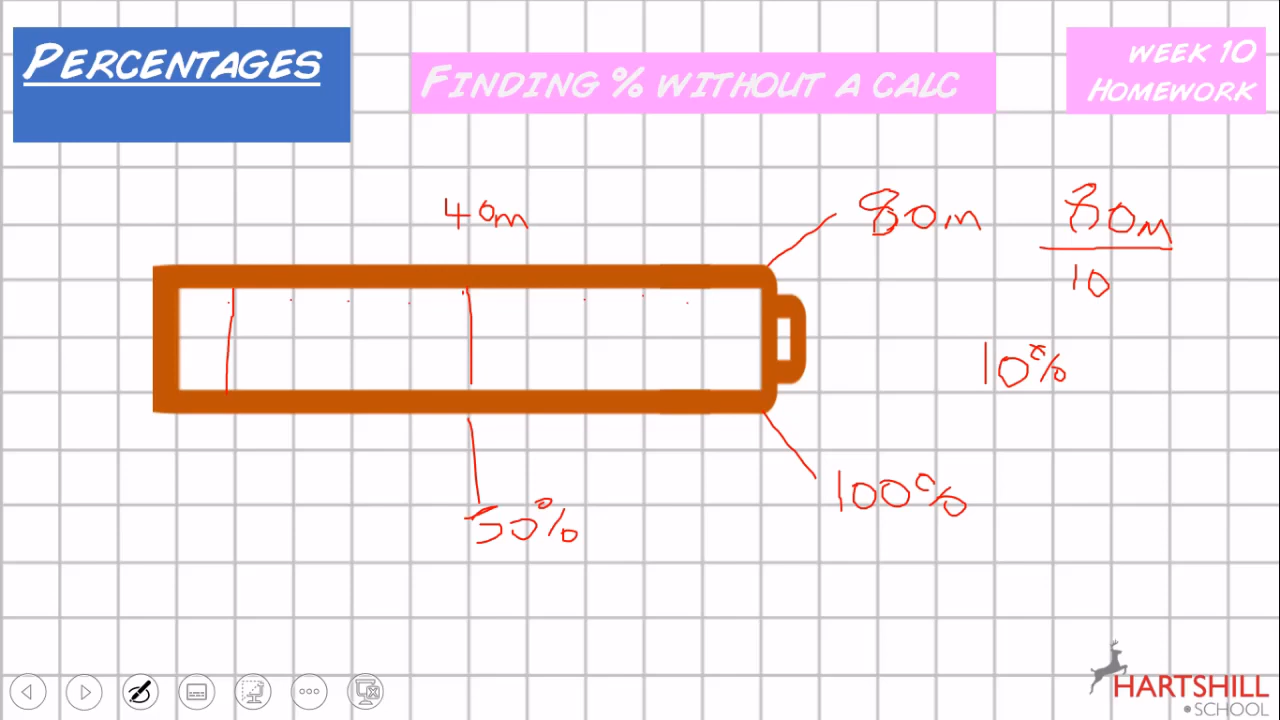 PERCENTAGES
FINDING % WITHOUT A CALC
WEEK 10
HOMEWORK
40m
80m
80m
10
10%
100%
50%
HARTSHILL
SCHOOL